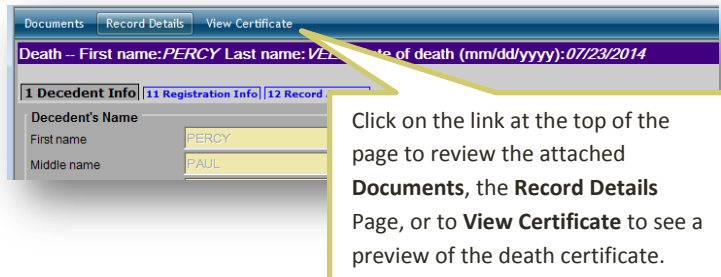 Documents Record Details View Certificate
Death -- First name:PERCY Last name: of death (mm/dd/yyyy):07/23/2014
1 Decedent Info 11 Registration Info 12 Record
Decedent's Name
First name PERCY
Middle name PAUL
Click on the link at the top of the
page to review the attached
Documents, the Record Details
Page, or to View Certificate to see a
preview of the death certificate.